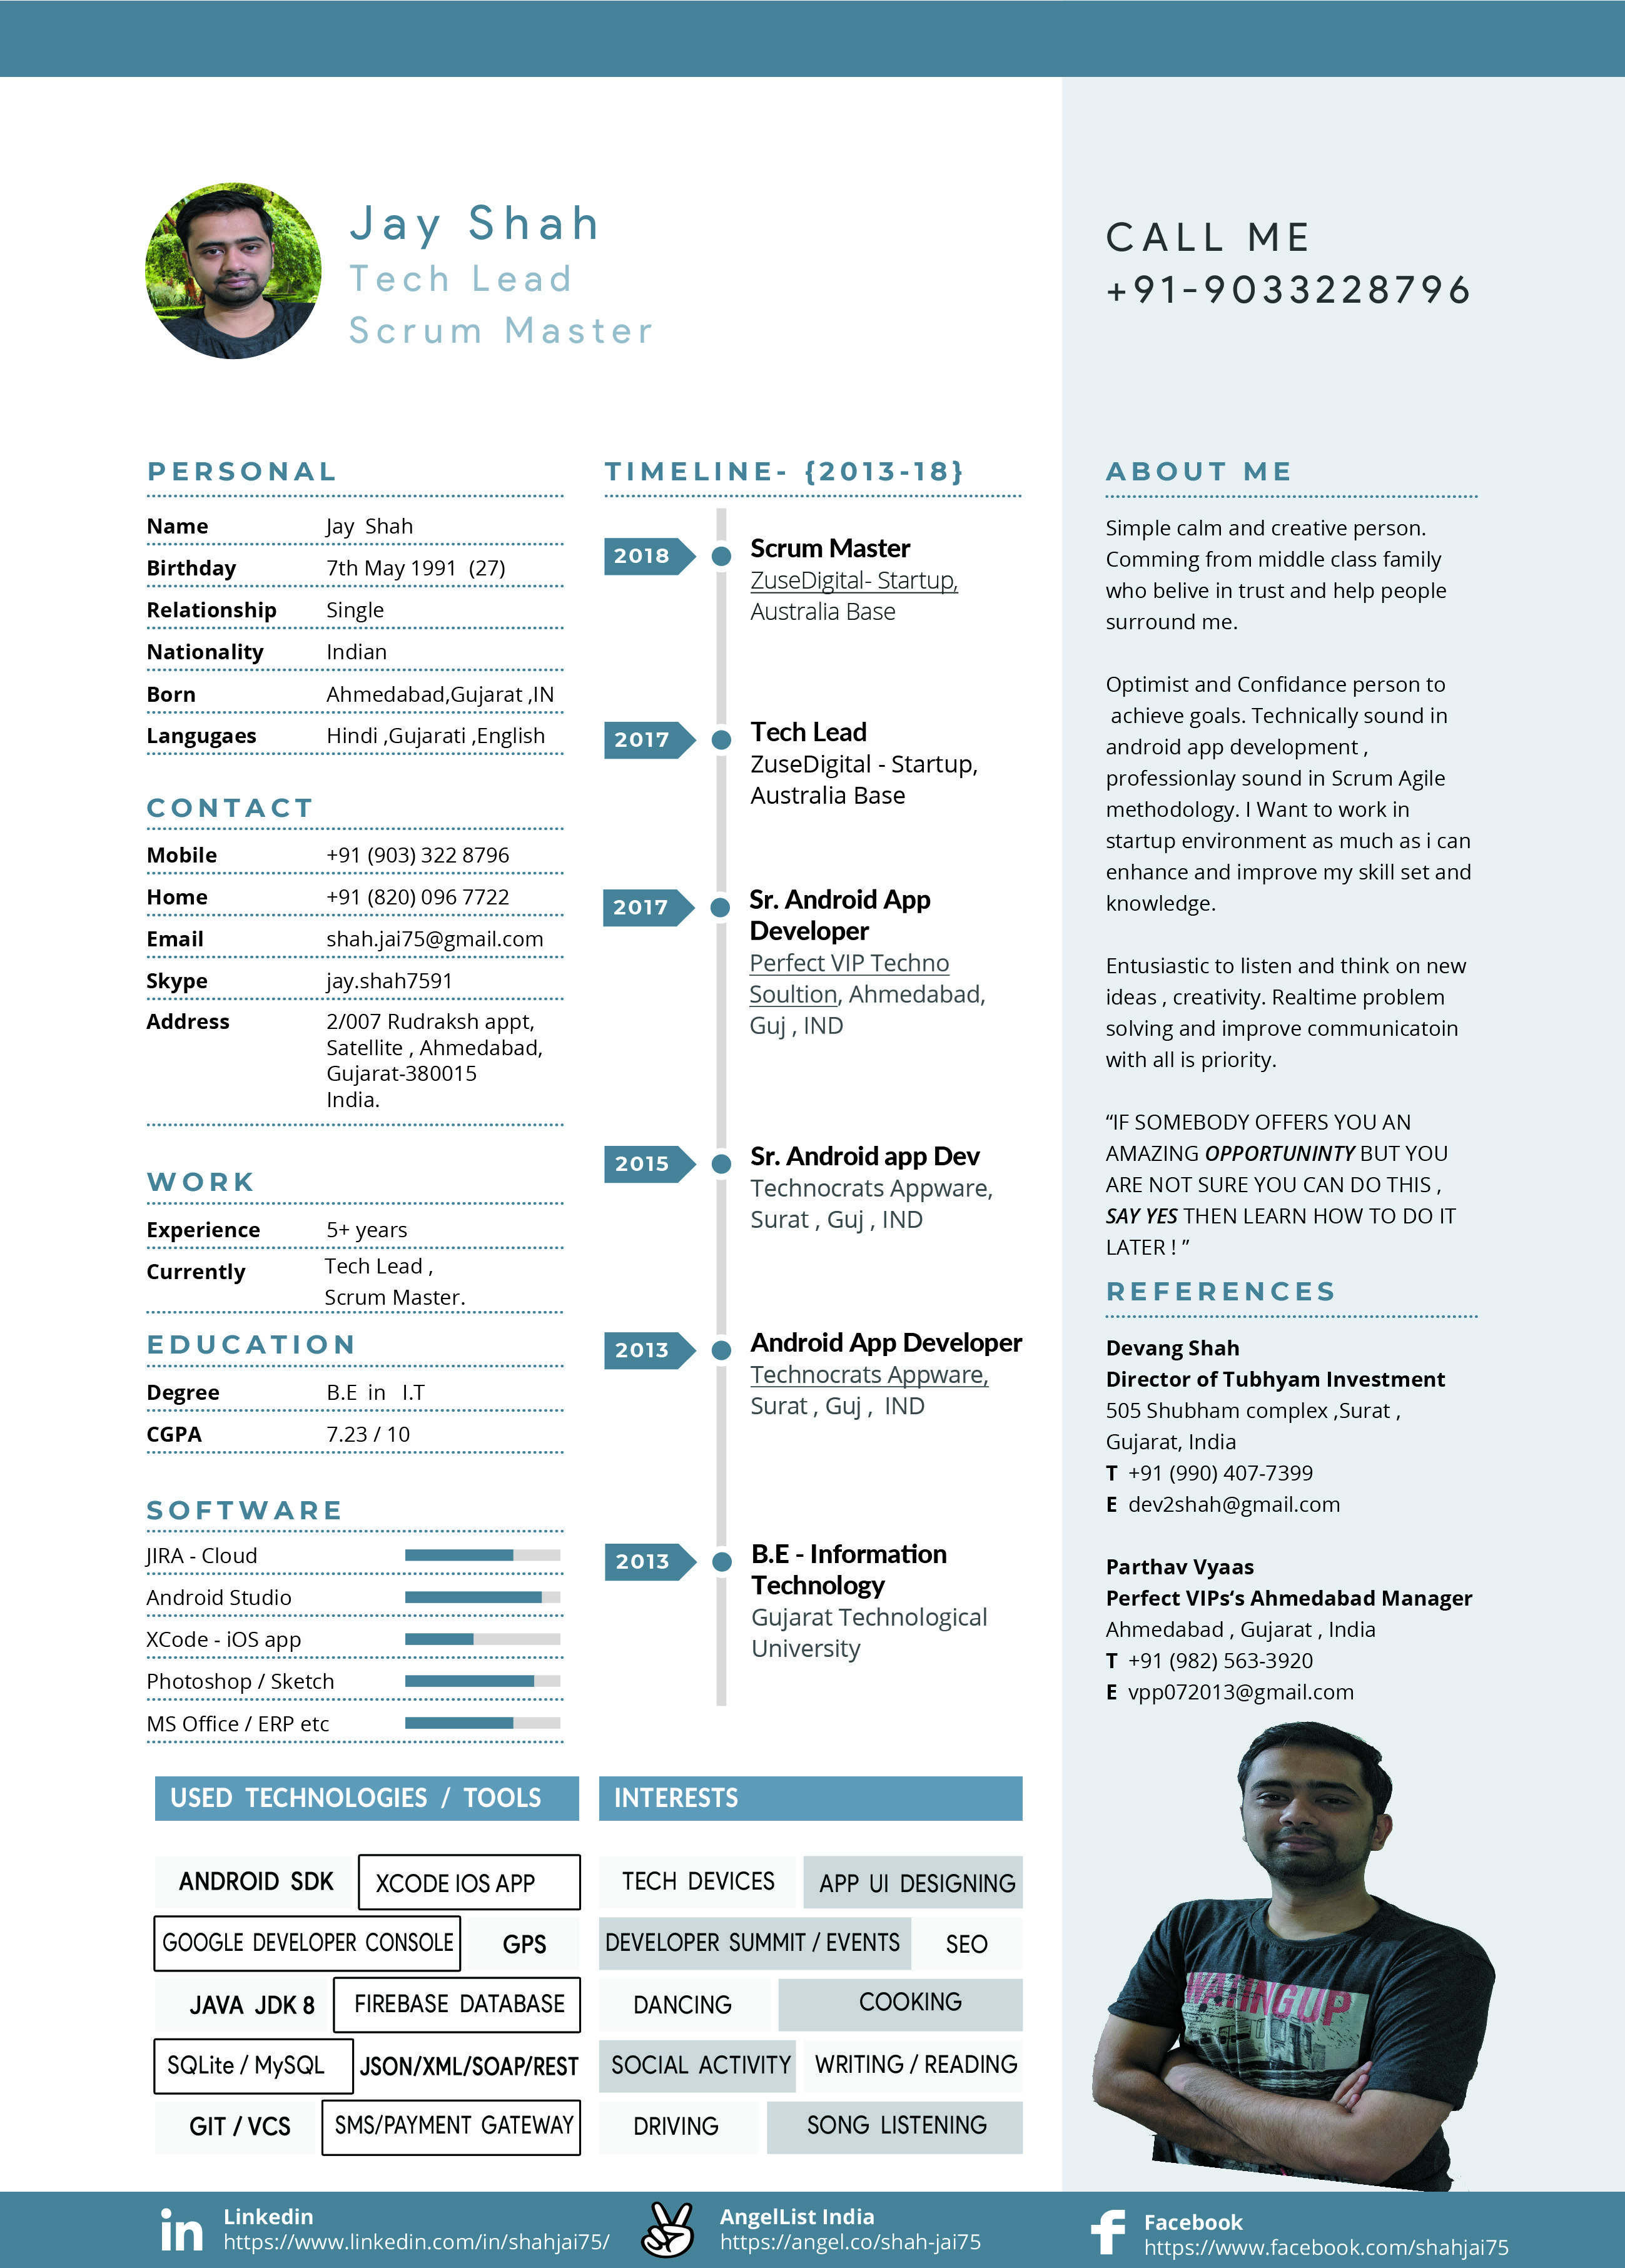 Jay Shah
Tech Lead
Scrum Master
CALL ME
+91-9033228796
PERSONAL
Name Jay Shah
Birthday 7th May 1991 (27)
Relationship Single
Nationality Indian
Born Ahmedabad,Gujarat ,IN
Langugaes Hindi ,Gujarati ,English
CONTACT
Mobile +91 (903) 322 8796
Home +91 (820) 096 7722
Email shah.jai75@gmail.com
Skype jay.shah7591
Address 2/007 Rudraksh appt,
Satellite , Ahmedabad,
Gujarat-380015
India.
WORK
Experience 5+ years
Currently Tech Lead ,
Scrum Master.
EDUCATION
Degree B.E in I.T
CGPA 7.23 / 10
SOFTWARE
JIRA - Cloud
Android Studio
XCode - iOS app
Photoshop / Sketch
MS Office / ERP etc
TIMELINE- {2013-18}
2018 Scrum Master
ZuseDigital- Startup,
Australia Base
2017 Tech Lead
ZuseDigital - Startup,
Australia Base
2017 Sr. Android App
Developer
Perfect VIP Techno
Soultion, Ahmedabad,
Guj , IND
2015 Sr. Android app Dev
Technocrats Appware,
Surat , Guj , IND
2013 Android App Developer
Technocrats Appware,
Surat , Guj , IND
2013 B.E - Information
Technology
Gujarat Technological
University
ABOUT ME
Simple calm and creative person.
Comming from middle class family
who belive in trust and help people
surround me.
Optimist and Confidance person to
achieve goals. Technically sound in
android app development ,
professionlay sound in Scrum Agile
methodology. I Want to work in
startup environment as much as i can
enhance and improve my skill set and
knowledge.
Entusiastic to listen and think on new
ideas , creativity. Realtime problem
solving and improve communicatoin
with all is priority.
“IF SOMEBODY OFFERS YOU AN
AMAZING OPPORTUNINTY BUT YOU
ARE NOT SURE YOU CAN DO THIS ,
SAY YES THEN LEARN HOW TO DO IT
LATER ! ”
REFERENCES
Devang Shah
Director of Tubhyam Investment
505 Shubham complex ,Surat ,
Gujarat, India
T +91 (990) 407-7399
E dev2shah@gmail.com
Parthav Vyaas
Perfect VIPs‘s Ahmedabad Manager
Ahmedabad , Gujarat , India
T +91 (982) 563-3920
E vpp072013@gmail.com
USED TECHNOLOGIES / TOOLS
ANDROID SDK XCODE IOS APP
GOOGLE DEVELOPER CONSOLE GPS
JAVA JDK 8 FIREBASE DATABASE
SQLite / MySQL JSON/XML/SOAP/REST
GIT / VCS SMS/PAYMENT GATEWAY
INTERESTS
TECH DEVICES APP UI DESIGNING
DEVELOPER SUMMIT / EVENTS SEO
DANCING COOKING
SOCIAL ACTIVITY WRITING / READING
DRIVING SONG LISTENING
in Linkedin
https://www.linkedin.com/in/shahjai75/
AngelList India
https://angel.co/shah-jai75
f Facebook
https://www.facebook.com/shahjai75